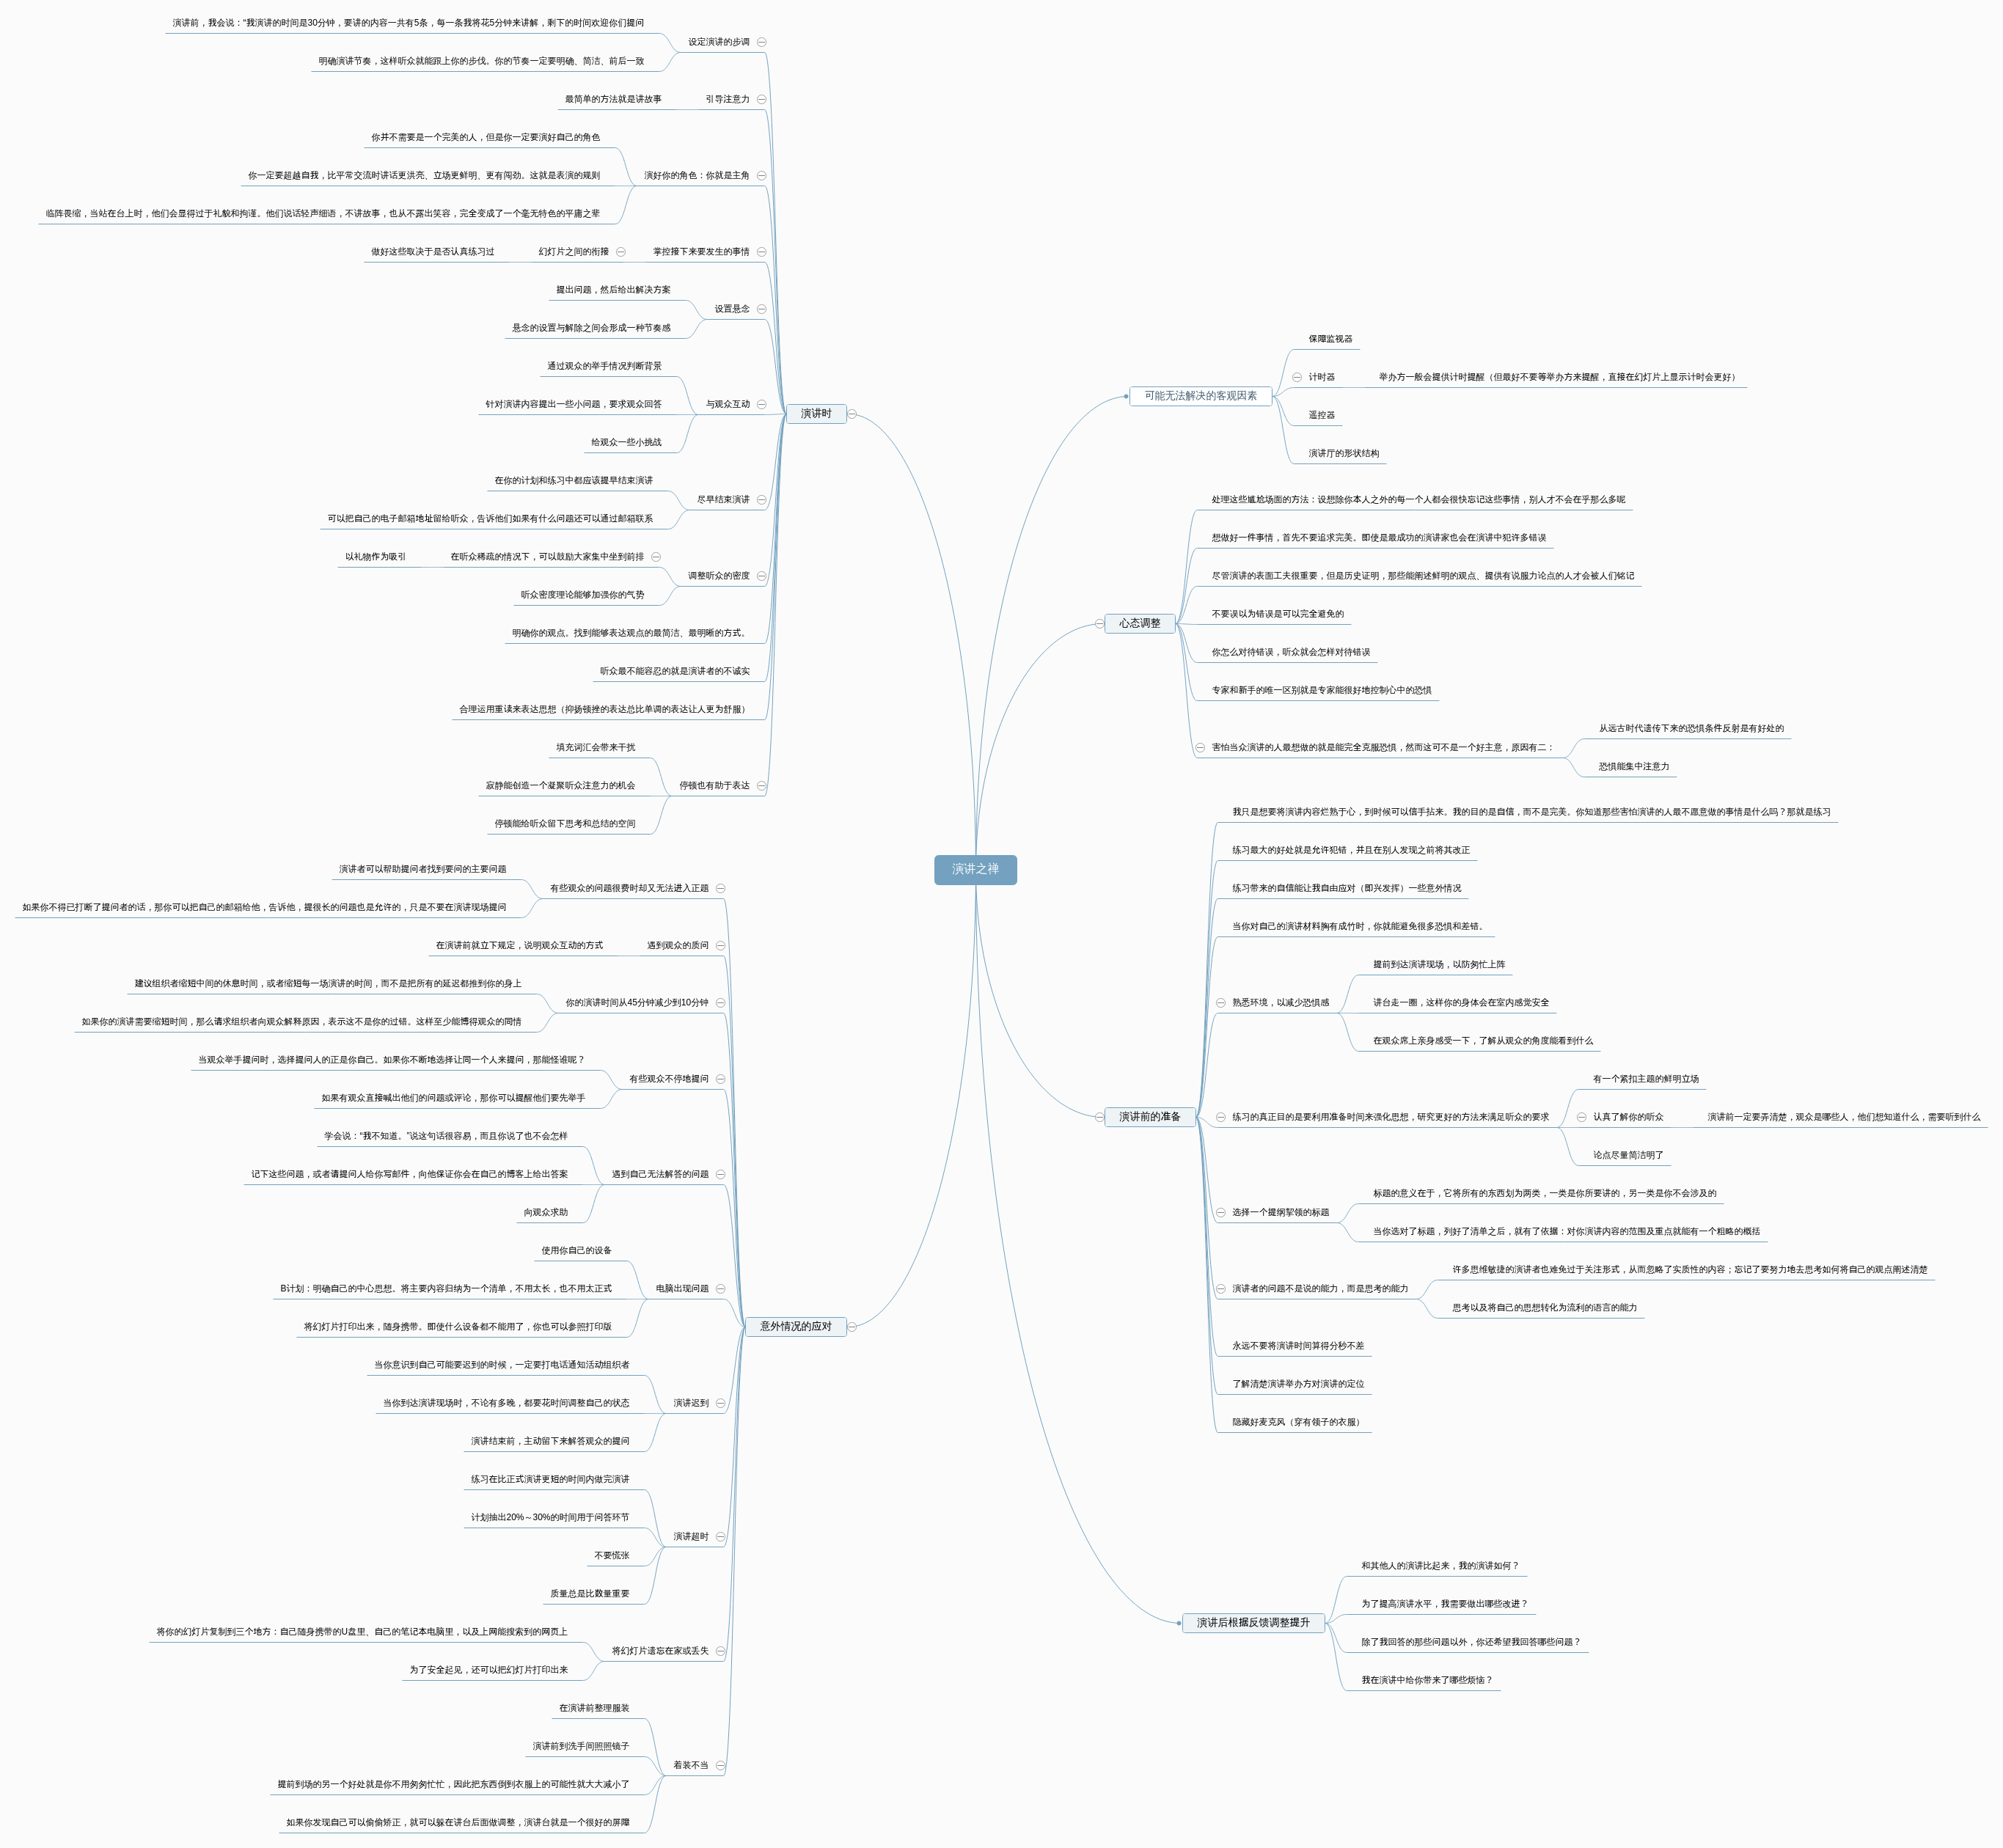 演讲之禅
可能无法解决的客观因素
保障监视器
计时器
举办方一般会提供计时提醒（但最好不要等举办方来提醒，直接在幻灯片上显示计时会更好）
遥控器
演讲厅的形状结构
心态调整
处理这些尴尬场面的方法：设想除你本人之外的每一个人都会很快忘记这些事情，别人才不会在乎那么多呢
想做好一件事情，首先不要追求完美。即使是最成功的演讲家也会在演讲中犯许多错误
尽管演讲的表面工夫很重要，但是历史证明，那些能阐述鲜明的观点、提供有说服力论点的人才会被人们铭记
不要误以为错误是可以完全避免的
你怎么对待错误，听众就会怎样对待错误
专家和新手的唯一区别就是专家能很好地控制心中的恐惧
害怕当众演讲的人最想做的就是能完全克服恐惧，然而这可不是一个好主意，原因有二：
从远古时代遗传下来的恐惧条件反射是有好处的
恐惧能集中注意力
演讲前的准备
我只是想要将演讲内容烂熟于心，到时候可以信手拈来。我的目的是自信，而不是完美。你知道那些害怕演讲的人最不愿意做的事情是什么吗？那就是练习
练习最大的好处就是允许犯错，并且在别人发现之前将其改正
练习带来的自信能让我自由应对（即兴发挥）一些意外情况
当你对自己的演讲材料胸有成竹时，你就能避免很多恐惧和差错。
熟悉环境，以减少恐惧感
提前到达演讲现场，以防匆忙上阵
讲台走一圈，这样你的身体会在室内感觉安全
在观众席上亲身感受一下，了解从观众的角度能看到什么
练习的真正目的是要利用准备时间来强化思想，研究更好的方法来满足听众的要求
有一个紧扣主题的鲜明立场
认真了解你的听众
演讲前一定要弄清楚，观众是哪些人，他们想知道什么，需要听到什么
论点尽量简洁明了
选择一个提纲挈领的标题
标题的意义在于，它将所有的东西划为两类，一类是你所要讲的，另一类是你不会涉及的
当你选对了标题，列好了清单之后，就有了依据：对你演讲内容的范围及重点就能有一个粗略的概括
演讲者的问题不是说的能力，而是思考的能力
许多思维敏捷的演讲者也难免过于关注形式，从而忽略了实质性的内容；忘记了要努力地去思考如何将自己的观点阐述清楚
思考以及将自己的思想转化为流利的语言的能力
永远不要将演讲时间算得分秒不差
了解清楚演讲举办方对演讲的定位
隐藏好麦克风（穿有领子的衣服）
演讲后根据反馈调整提升
和其他人的演讲比起来，我的演讲如何？
为了提高演讲水平，我需要做出哪些改进？
除了我回答的那些问题以外，你还希望我回答哪些问题？
我在演讲中给你带来了哪些烦恼？
演讲时
设定演讲的步调
演讲前，我会说：“我演讲的时间是30分钟，要讲的内容一共有5条，每一条我将花5分钟来讲解，剩下的时间欢迎你们提问
明确演讲节奏，这样听众就能跟上你的步伐。你的节奏一定要明确、简洁、前后一致
引导注意力
最简单的方法就是讲故事
演好你的角色：你就是主角
你并不需要是一个完美的人，但是你一定要演好自己的角色
你一定要超越自我，比平常交流时讲话更洪亮、立场更鲜明、更有闯劲。这就是表演的规则
临阵畏缩，当站在台上时，他们会显得过于礼貌和拘谨。他们说话轻声细语，不讲故事，也从不露出笑容，完全变成了一个毫无特色的平庸之辈
掌控接下来要发生的事情
幻灯片之间的衔接
做好这些取决于是否认真练习过
设置悬念
提出问题，然后给出解决方案
悬念的设置与解除之间会形成一种节奏感
与观众互动
通过观众的举手情况判断背景
针对演讲内容提出一些小问题，要求观众回答
给观众一些小挑战
尽早结束演讲
在你的计划和练习中都应该提早结束演讲
可以把自己的电子邮箱地址留给听众，告诉他们如果有什么问题还可以通过邮箱联系
调整听众的密度
在听众稀疏的情况下，可以鼓励大家集中坐到前排
以礼物作为吸引
听众密度理论能够加强你的气势
明确你的观点。找到能够表达观点的最简洁、最明晰的方式。
听众最不能容忍的就是演讲者的不诚实
合理运用重读来表达思想（抑扬顿挫的表达总比单调的表达让人更为舒服）
停顿也有助于表达
填充词汇会带来干扰
寂静能创造一个凝聚听众注意力的机会
停顿能给听众留下思考和总结的空间
意外情况的应对
有些观众的问题很费时却又无法进入正题
演讲者可以帮助提问者找到要问的主要问题
如果你不得已打断了提问者的话，那你可以把自己的邮箱给他，告诉他，提很长的问题也是允许的，只是不要在演讲现场提问
遇到观众的质问
在演讲前就立下规定，说明观众互动的方式
你的演讲时间从45分钟减少到10分钟
建议组织者缩短中间的休息时间，或者缩短每一场演讲的时间，而不是把所有的延迟都推到你的身上
如果你的演讲需要缩短时间，那么请求组织者向观众解释原因，表示这不是你的过错。这样至少能博得观众的同情
有些观众不停地提问
当观众举手提问时，选择提问人的正是你自己。如果你不断地选择让同一个人来提问，那能怪谁呢？
如果有观众直接喊出他们的问题或评论，那你可以提醒他们要先举手
遇到自己无法解答的问题
学会说：“我不知道。”说这句话很容易，而且你说了也不会怎样
记下这些问题，或者请提问人给你写邮件，向他保证你会在自己的博客上给出答案
向观众求助
电脑出现问题
使用你自己的设备
B计划：明确自己的中心思想。将主要内容归纳为一个清单，不用太长，也不用太正式
将幻灯片打印出来，随身携带。即使什么设备都不能用了，你也可以参照打印版
演讲迟到
当你意识到自己可能要迟到的时候，一定要打电话通知活动组织者
当你到达演讲现场时，不论有多晚，都要花时间调整自己的状态
演讲结束前，主动留下来解答观众的提问
演讲超时
练习在比正式演讲更短的时间内做完演讲
计划抽出20%～30%的时间用于问答环节
不要慌张
质量总是比数量重要
将幻灯片遗忘在家或丢失
将你的幻灯片复制到三个地方：自己随身携带的U盘里、自己的笔记本电脑里，以及上网能搜索到的网页上
为了安全起见，还可以把幻灯片打印出来
着装不当
在演讲前整理服装
演讲前到洗手间照照镜子
提前到场的另一个好处就是你不用匆匆忙忙，因此把东西倒到衣服上的可能性就大大减小了
如果你发现自己可以偷偷矫正，就可以躲在讲台后面做调整，演讲台就是一个很好的屏障